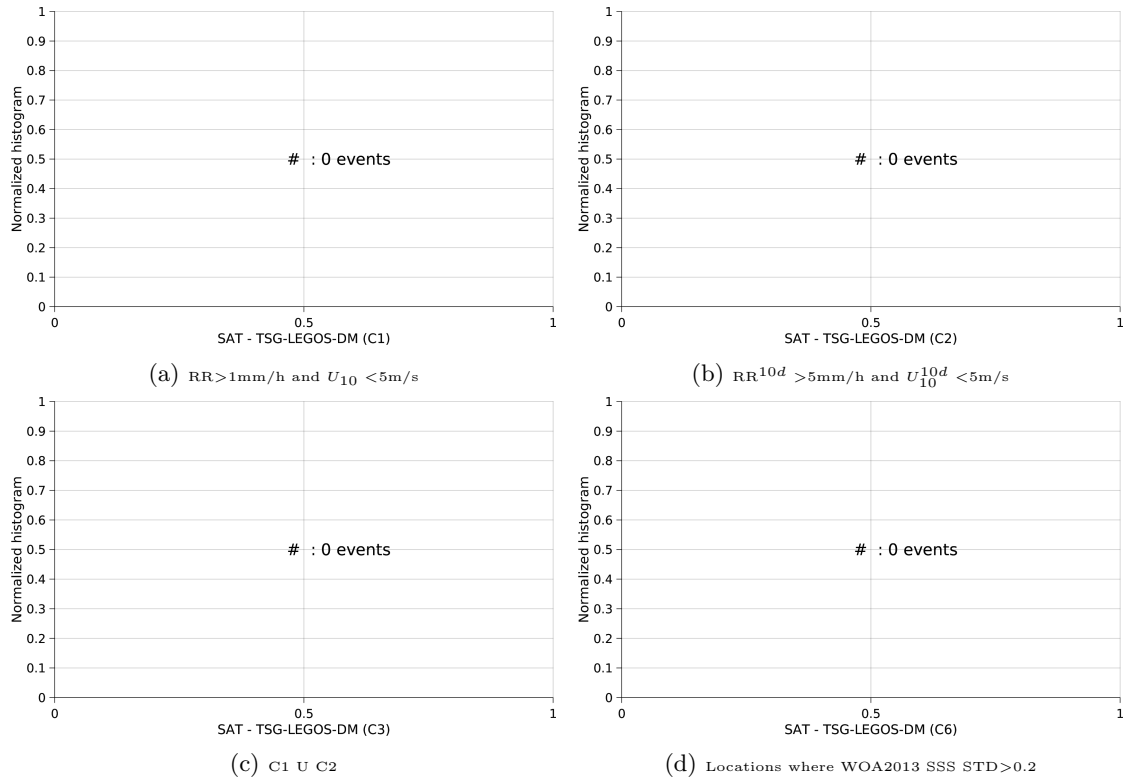 1
0.9
0.8
0.7
0.6
0.5
0.4
0.3
0.2
0.1
0
Normalized histogram
# : 0 events
0 0.5 1
SAT - TSG-LEGOS-DM (C1)
(a) RR>1mm/h and U10 <5m/s
1
0.9
0.8
0.7
0.6
0.5
0.4
0.3
0.2
0.1
0
Normalized histogram
# : 0 events
0 0.5 1
SAT - TSG-LEGOS-DM (C2)
(b) RR^10d >5mm/h and U_10^10d <5m/s
1
0.9
0.8
0.7
0.6
0.5
0.4
0.3
0.2
0.1
0
Normalized histogram
# : 0 events
0 0.5 1
SAT - TSG-LEGOS-DM (C3)
(c) C1 U C2
1
0.9
0.8
0.7
0.6
0.5
0.4
0.3
0.2
0.1
0
Normalized histogram
# : 0 events
0 0.5 1
SAT - TSG-LEGOS-DM (C6)
(d) Locations where WOA2013 SSS STD>0.2